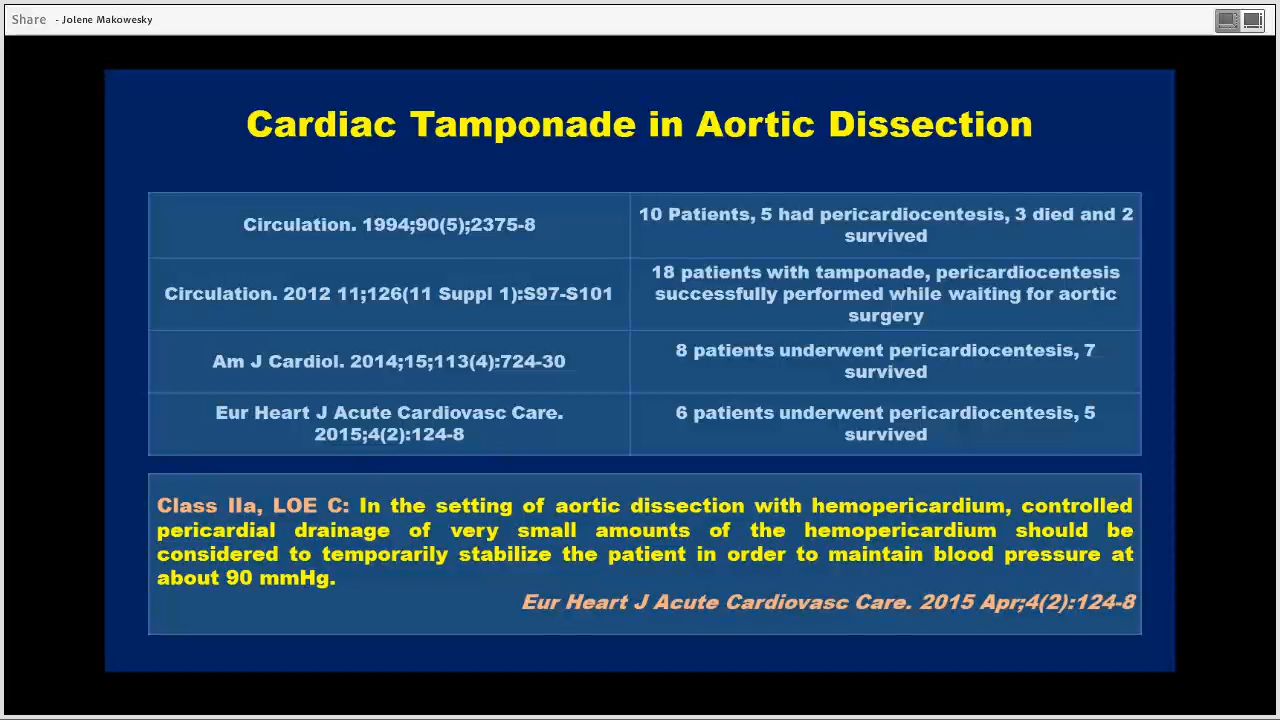 Share - Jolene Makowesky
Cardiac Tamponade in Aortic Dissection
Circulation. 1994;90(5);2375-8
10 Patients, 5 had pericardiocentesis, 3 died and 2
survived
Circulation. 2012 11;126(11 Suppl 1):S97-S101
18 patients with tamponade, pericardiocentesis
successfully performed while waiting for aortic
surgery
Am J Cardiol. 2014;15;113(4):724-30
8 patients underwent pericardiocentesis, 7
survived
Eur Heart J Acute Cardiovasc Care.
2015;4(2):124-8
6 patients underwent pericardiocentesis, 5
survived
Class IIa, LOE C: In the setting of aortic dissection with hemopericardium, controlled
pericardial drainage of very small amounts of the hemopericardium should be
considered to temporarily stabilize the patient in order to maintain blood pressure at
about 90 mmHg.
Eur Heart J Acute Cardiovasc Care. 2015 Apr;4(2):124-8